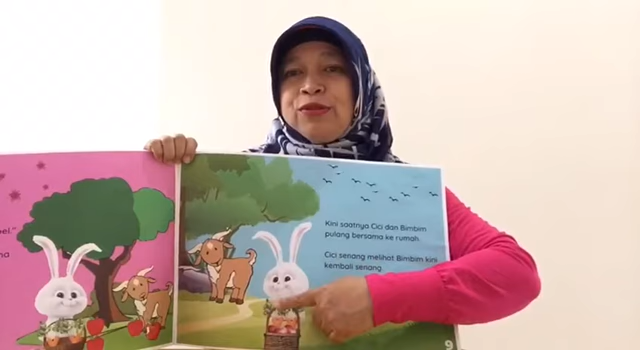 Kini saatnya Cici dan Bimbim
pulang bersama ke rumah.
Cici senang melihat Bimbim kini
kembali senang
9